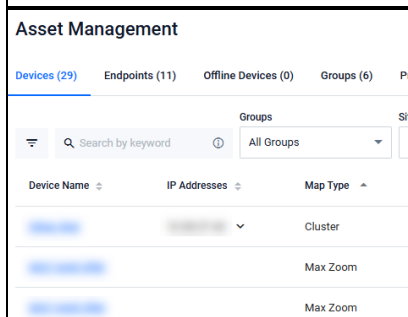 Asset Management
Devices (29) Endpoints (11) Offline Devices (0) Groups (6)
Groups
Search by keyword All Groups
Device Name IP Addresses Map Type
Cluster
Max Zoom
Max Zoom